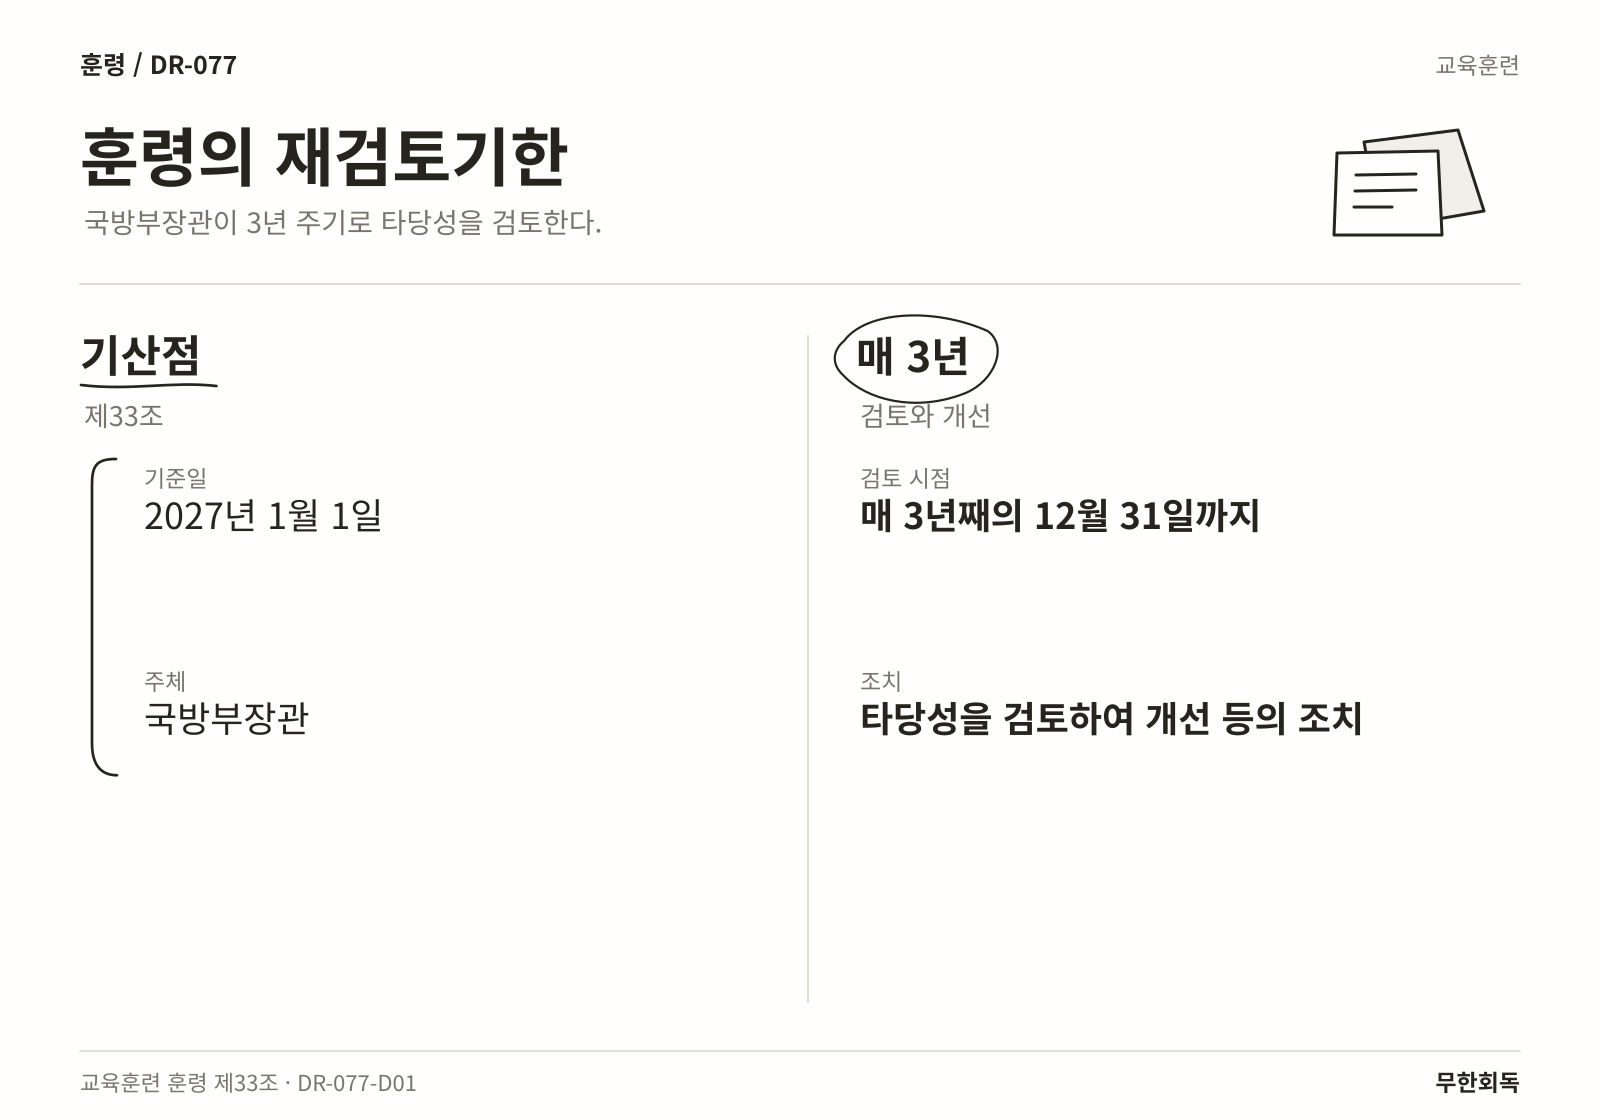 훈령 / DR-077
교육훈련
훈령의 재검토기한
국방부장관이 3년 주기로 타당성을 검토한다.
기산점
제33조
기준일
2027년 1월 1일
주체
국방부장관
매 3년
검토와 개선
검토 시점
매 3년째의 12월 31일까지
조치
타당성을 검토하여 개선 등의 조치
교육훈련 훈령 제33조 · DR-077-D01
무한회독